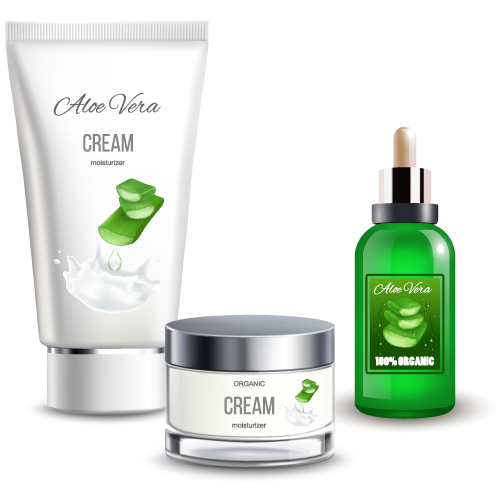 Aloe Vera
CREAM
moisturizer
ORGANIC
CREAM
moisturizer
Aloe Vera
100% ORGANIC